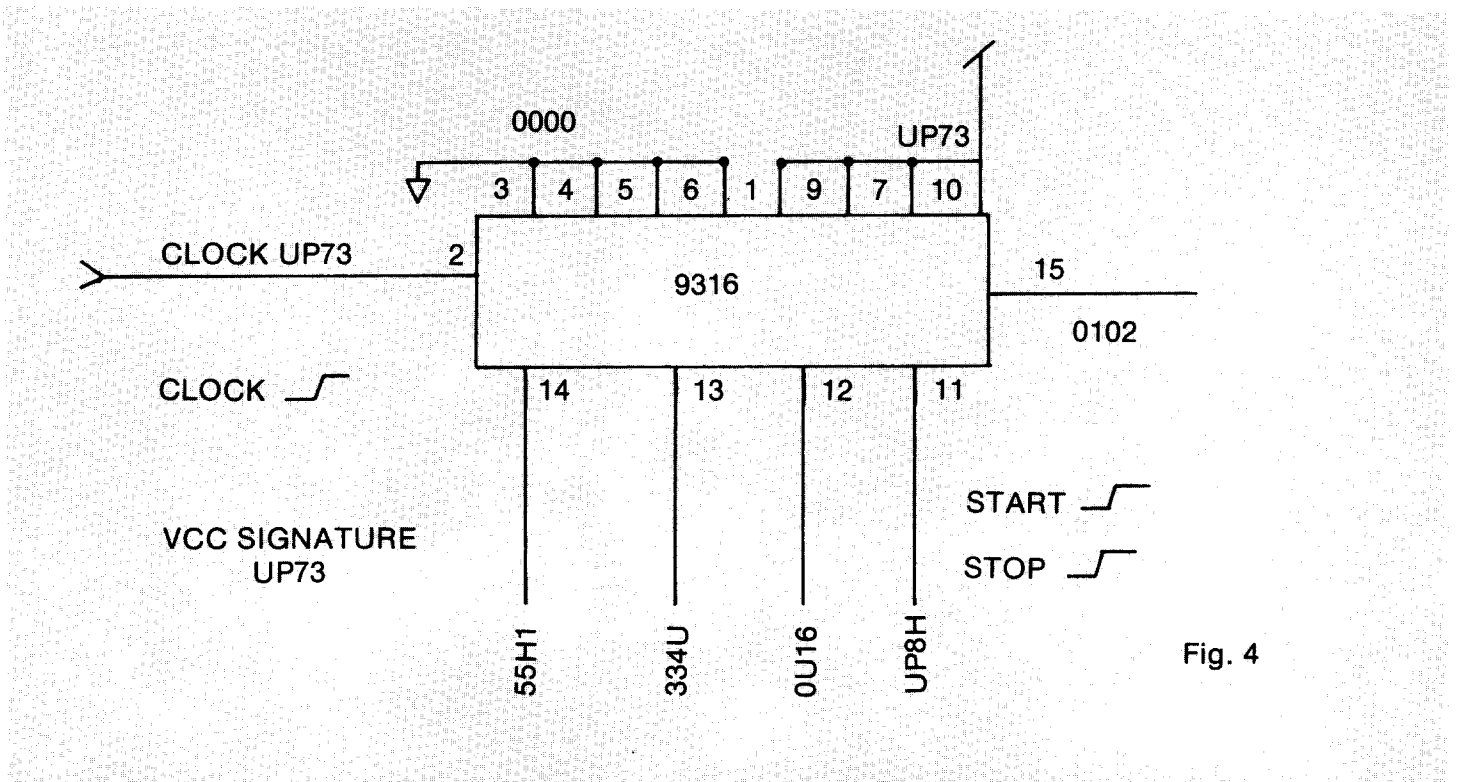 0000
UP73
3 4 5 6 1 9 7 10
CLOCK UP73 2
9316
15
0102
CLOCK
14 13 12 11
START
VCC SIGNATURE
UP73
STOP
55H1
334U
0U16
UP8H
Fig. 4